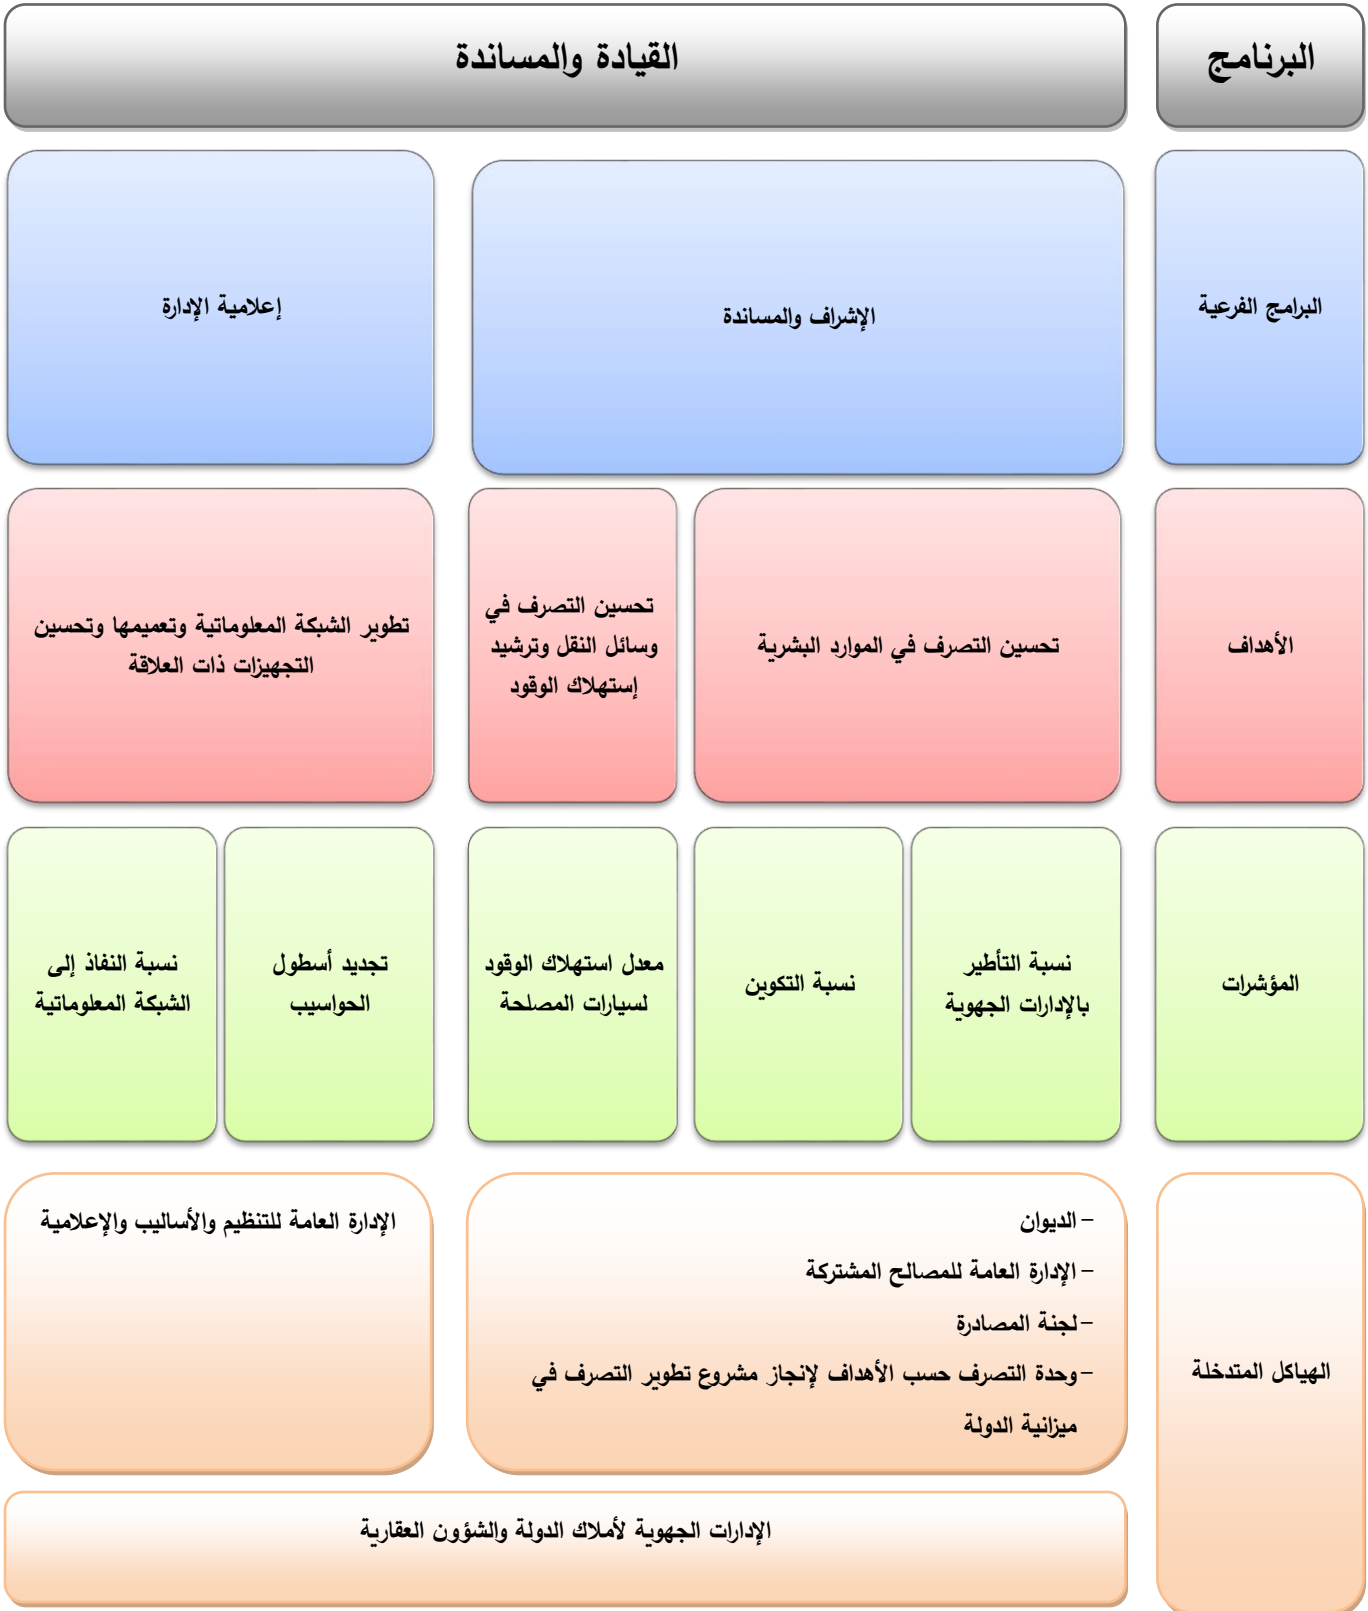 البرنامج
القيادة والمساندة
البرامج الفرعية
الإشراف والمساندة
إعلامية الإدارة
الأهداف
تحسين التصرف في الموارد البشرية
تحسين التصرف في
وسائل النقل وترشيد
إستهلاك الوقود
تطوير الشبكة المعلوماتية وتعميمها وتحسين
التجهيزات ذات العلاقة
المؤشرات
نسبة التأطير
بالإدارات الجهوية
نسبة التكوين
معدل استهلاك الوقود
لسيارات المصلحة
تجديد أسطول
الحواسيب
نسبة النفاذ إلى
الشبكة المعلوماتية
الهياكل المتدخلة
- الديوان
- الإدارة العامة للمصالح المشتركة
- لجنة المصادرة
- وحدة التصرف حسب الأهداف لإنجاز مشروع تطوير التصرف في
ميزانية الدولة
الإدارة العامة للتنظيم والأساليب والإعلامية
الإدارات الجهوية لأملاك الدولة والشؤون العقارية